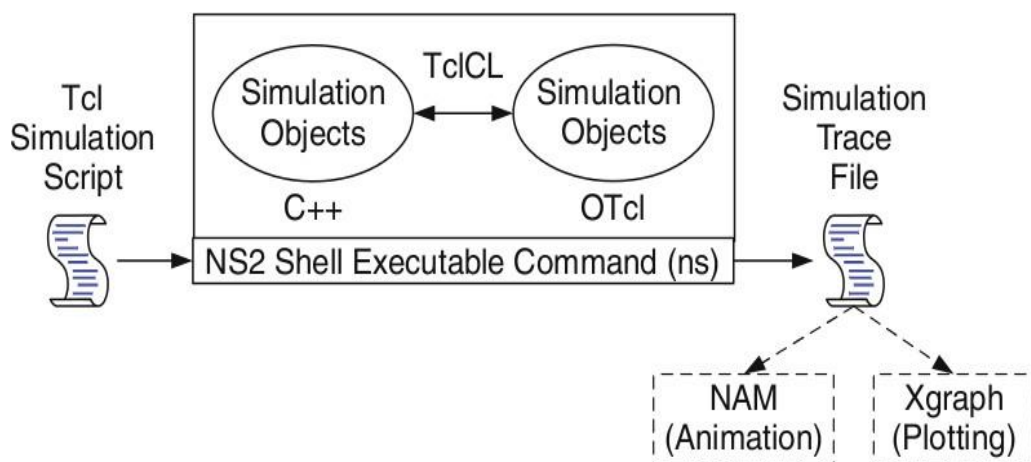 Tcl
Simulation
Script
TclCL
Simulation
Objects
Simulation
Objects
C++
OTcl
NS2 Shell Executable Command (ns)
Simulation
Trace
File
NAM
(Animation)
Xgraph
(Plotting)